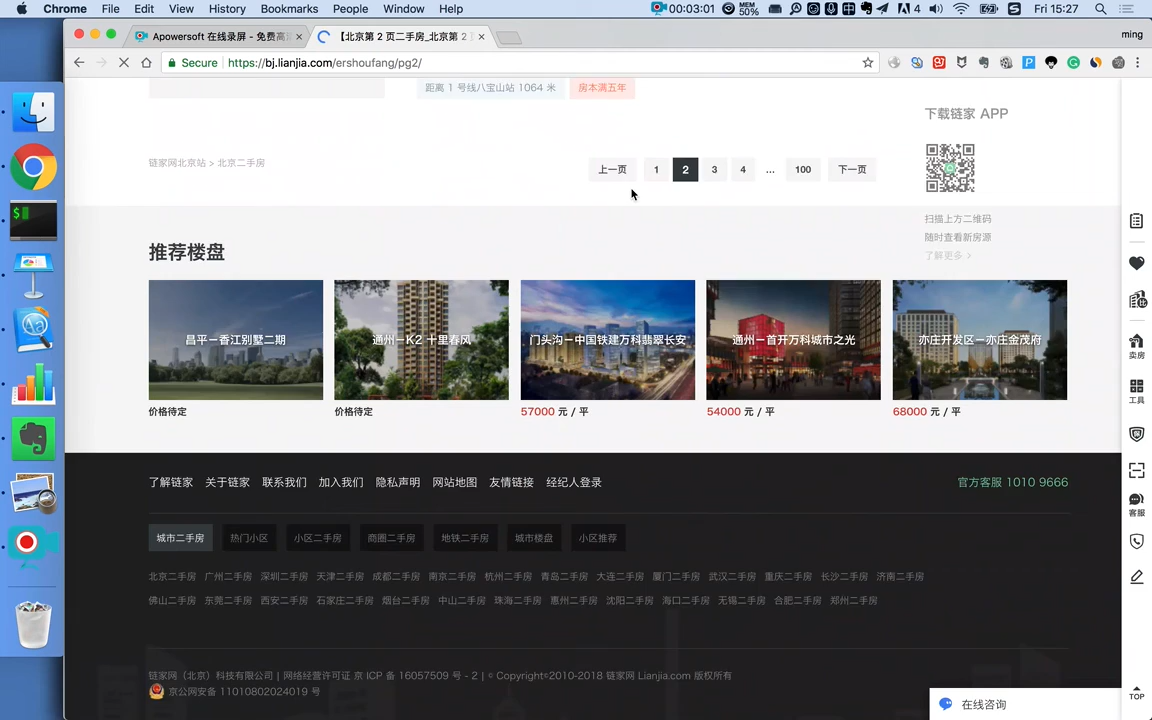 Chrome File Edit View History Bookmarks People Window Help 00:03:01 MEM 50% 4 Fri 15:27
Apowersoft 在线录屏 - 免费高清 【北京第 2 页二手房_北京第 2 页 ming
Secure https://bj.lianjia.com/ershoufang/pg2/
距离 1 号线八宝山站 1064 米 房本满五年
下载链家 APP
链家网北京站 > 北京二手房 上一页 1 2 3 4 ... 100 下一页
扫描上方二维码
随时查看新房源
了解更多 >
推荐楼盘
昌平－香江别墅二期 通州－K2 十里春风 门头沟－中国铁建万科翡翠长安 通州－首开万科城市之光 亦庄开发区－亦庄金茂府
价格待定 价格待定 57000 元 / 平 54000 元 / 平 68000 元 / 平
卖房
工具
客服
TOP
了解链家 关于链家 联系我们 加入我们 隐私声明 网站地图 友情链接 经纪人登录 官方客服 1010 9666
城市二手房 热门小区 小区二手房 商圈二手房 地铁二手房 城市楼盘 小区推荐
北京二手房 广州二手房 深圳二手房 天津二手房 成都二手房 南京二手房 杭州二手房 青岛二手房 大连二手房 厦门二手房 武汉二手房 重庆二手房 长沙二手房 济南二手房
佛山二手房 东莞二手房 西安二手房 石家庄二手房 烟台二手房 中山二手房 珠海二手房 惠州二手房 沈阳二手房 海口二手房 无锡二手房 合肥二手房 郑州二手房
链家网（北京）科技有限公司 | 网络经营许可证 京 ICP 备 16057509 号 - 2 | © Copyright©2010-2018 链家网 Lianjia.com 版权所有
京公网安备 11010802024019 号
在线咨询